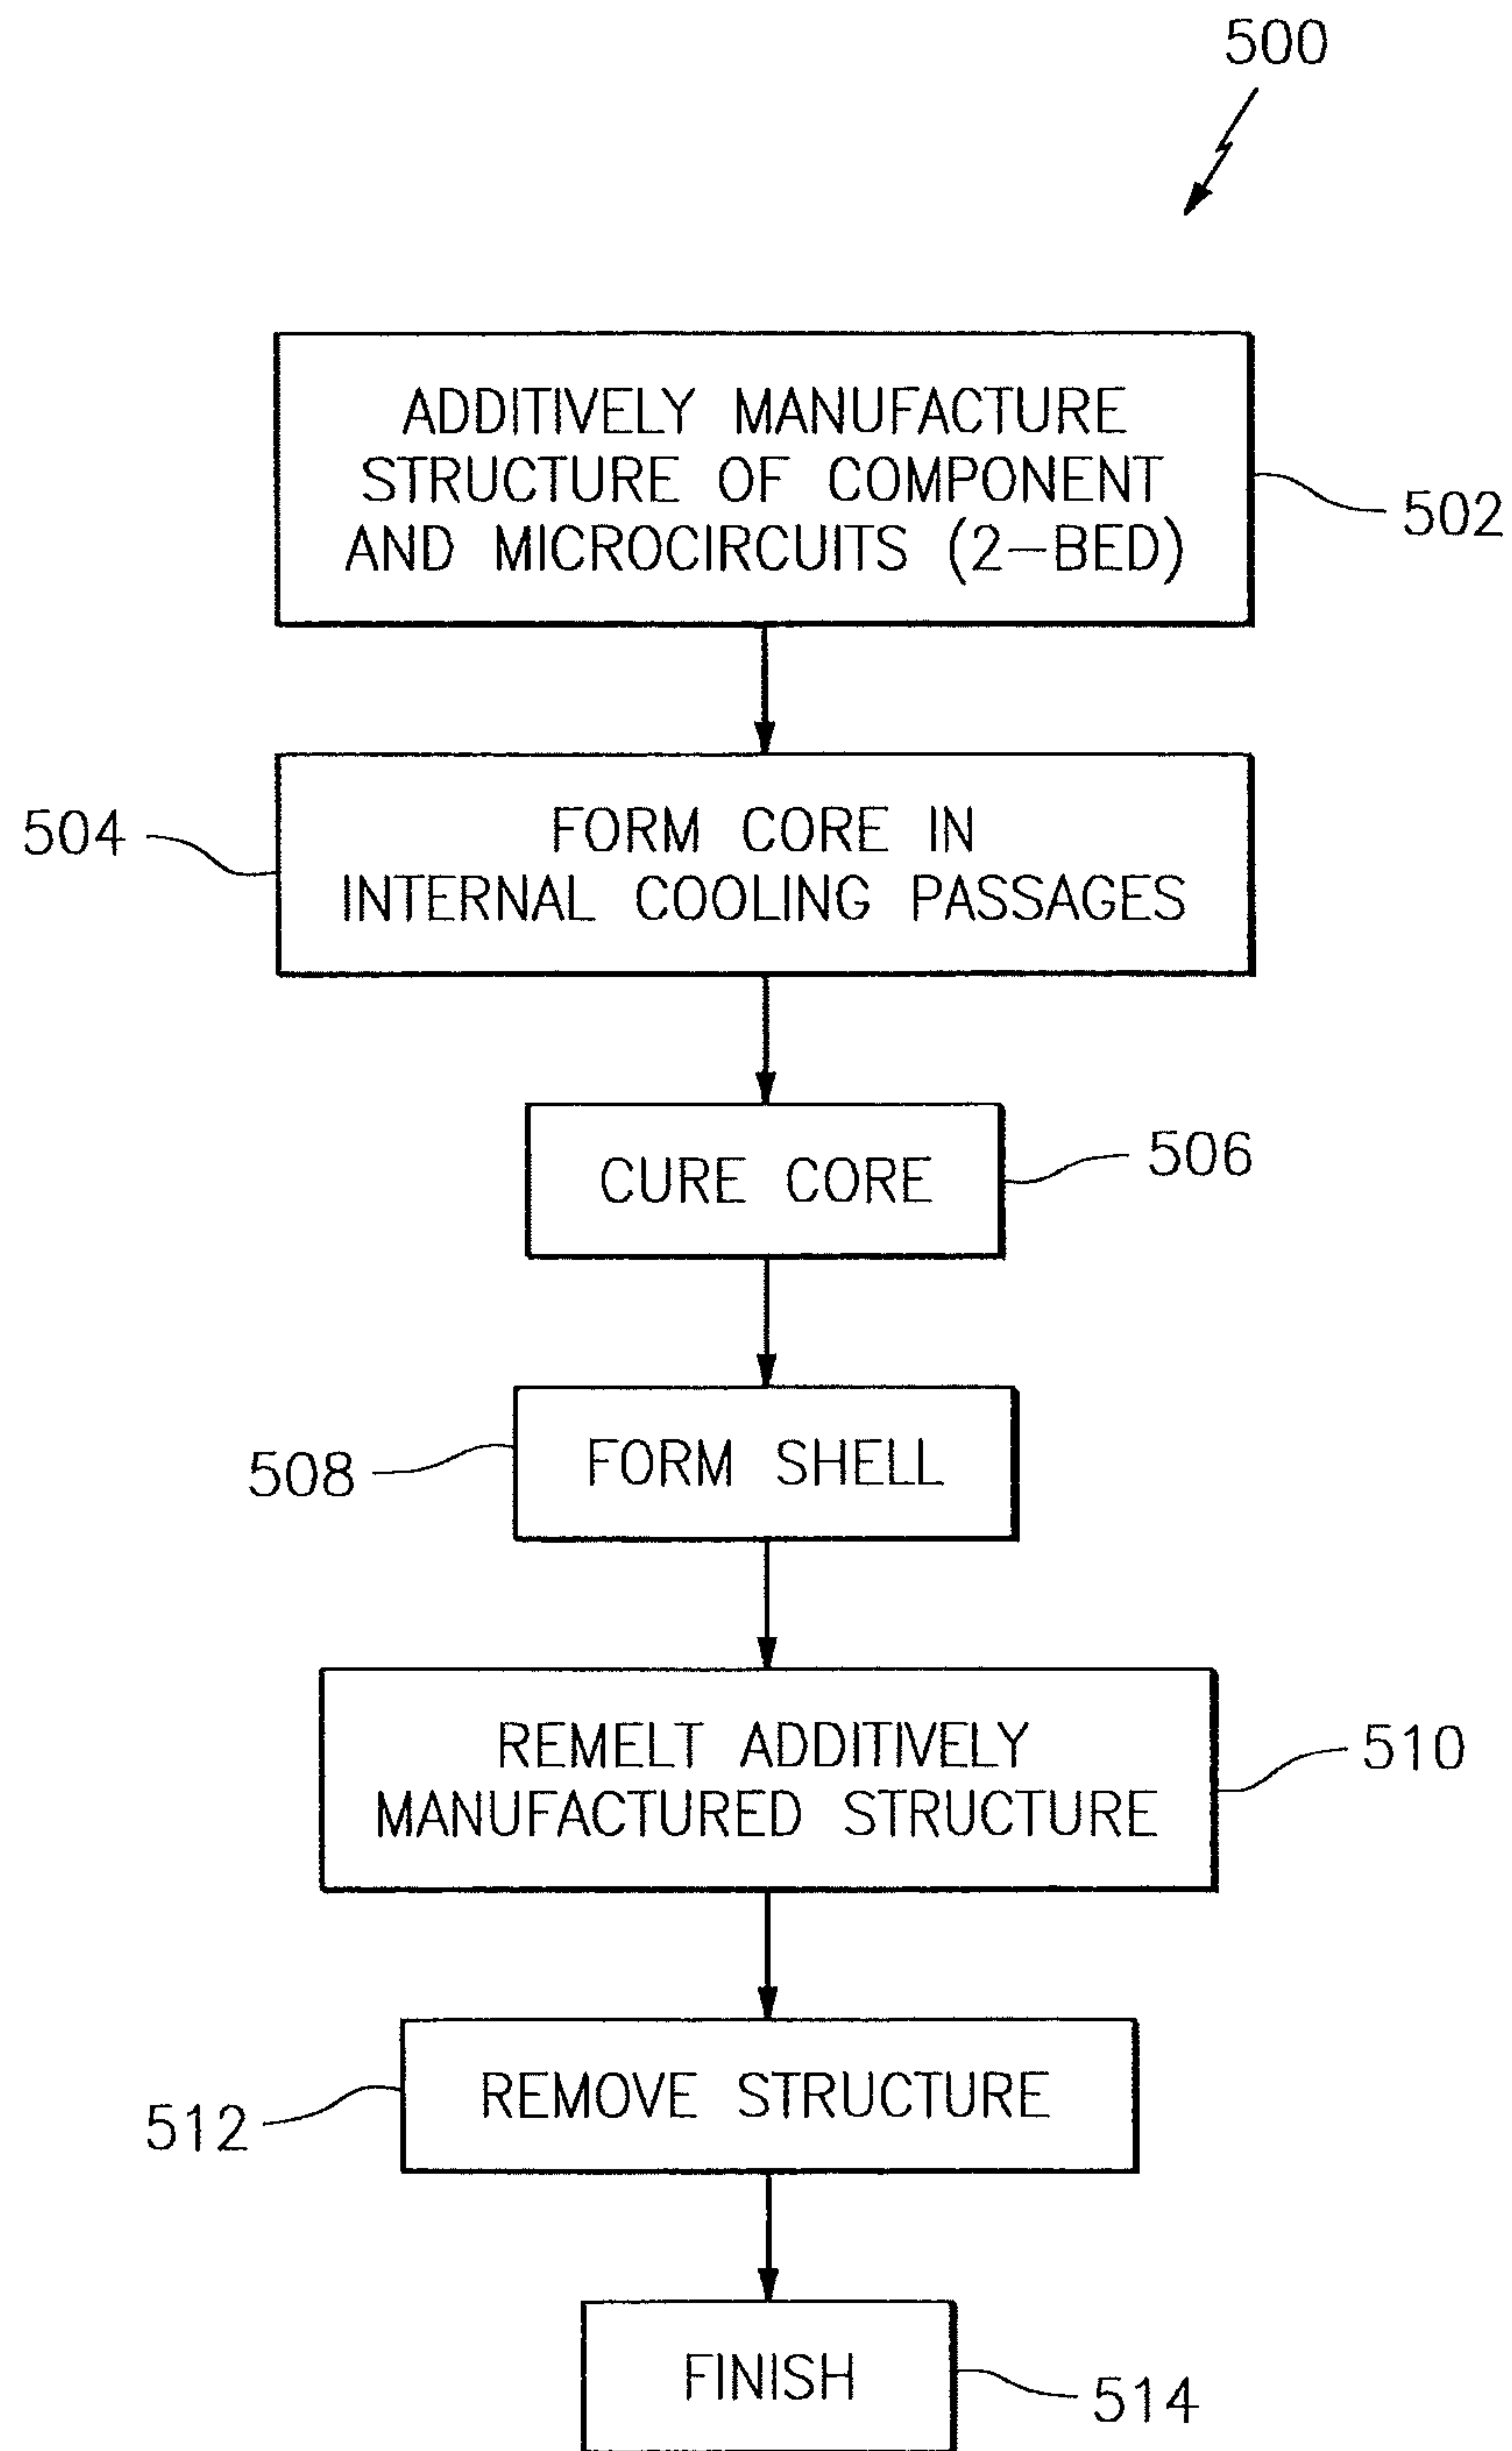 500
ADDITIVELY MANUFACTURE
STRUCTURE OF COMPONENT
AND MICROCIRCUITS (2-BED)
502
FORM CORE IN
INTERNAL COOLING PASSAGES
504
CURE CORE
506
FORM SHELL
508
REMELT ADDITIVELY
MANUFACTURED STRUCTURE
510
REMOVE STRUCTURE
512
FINISH
514